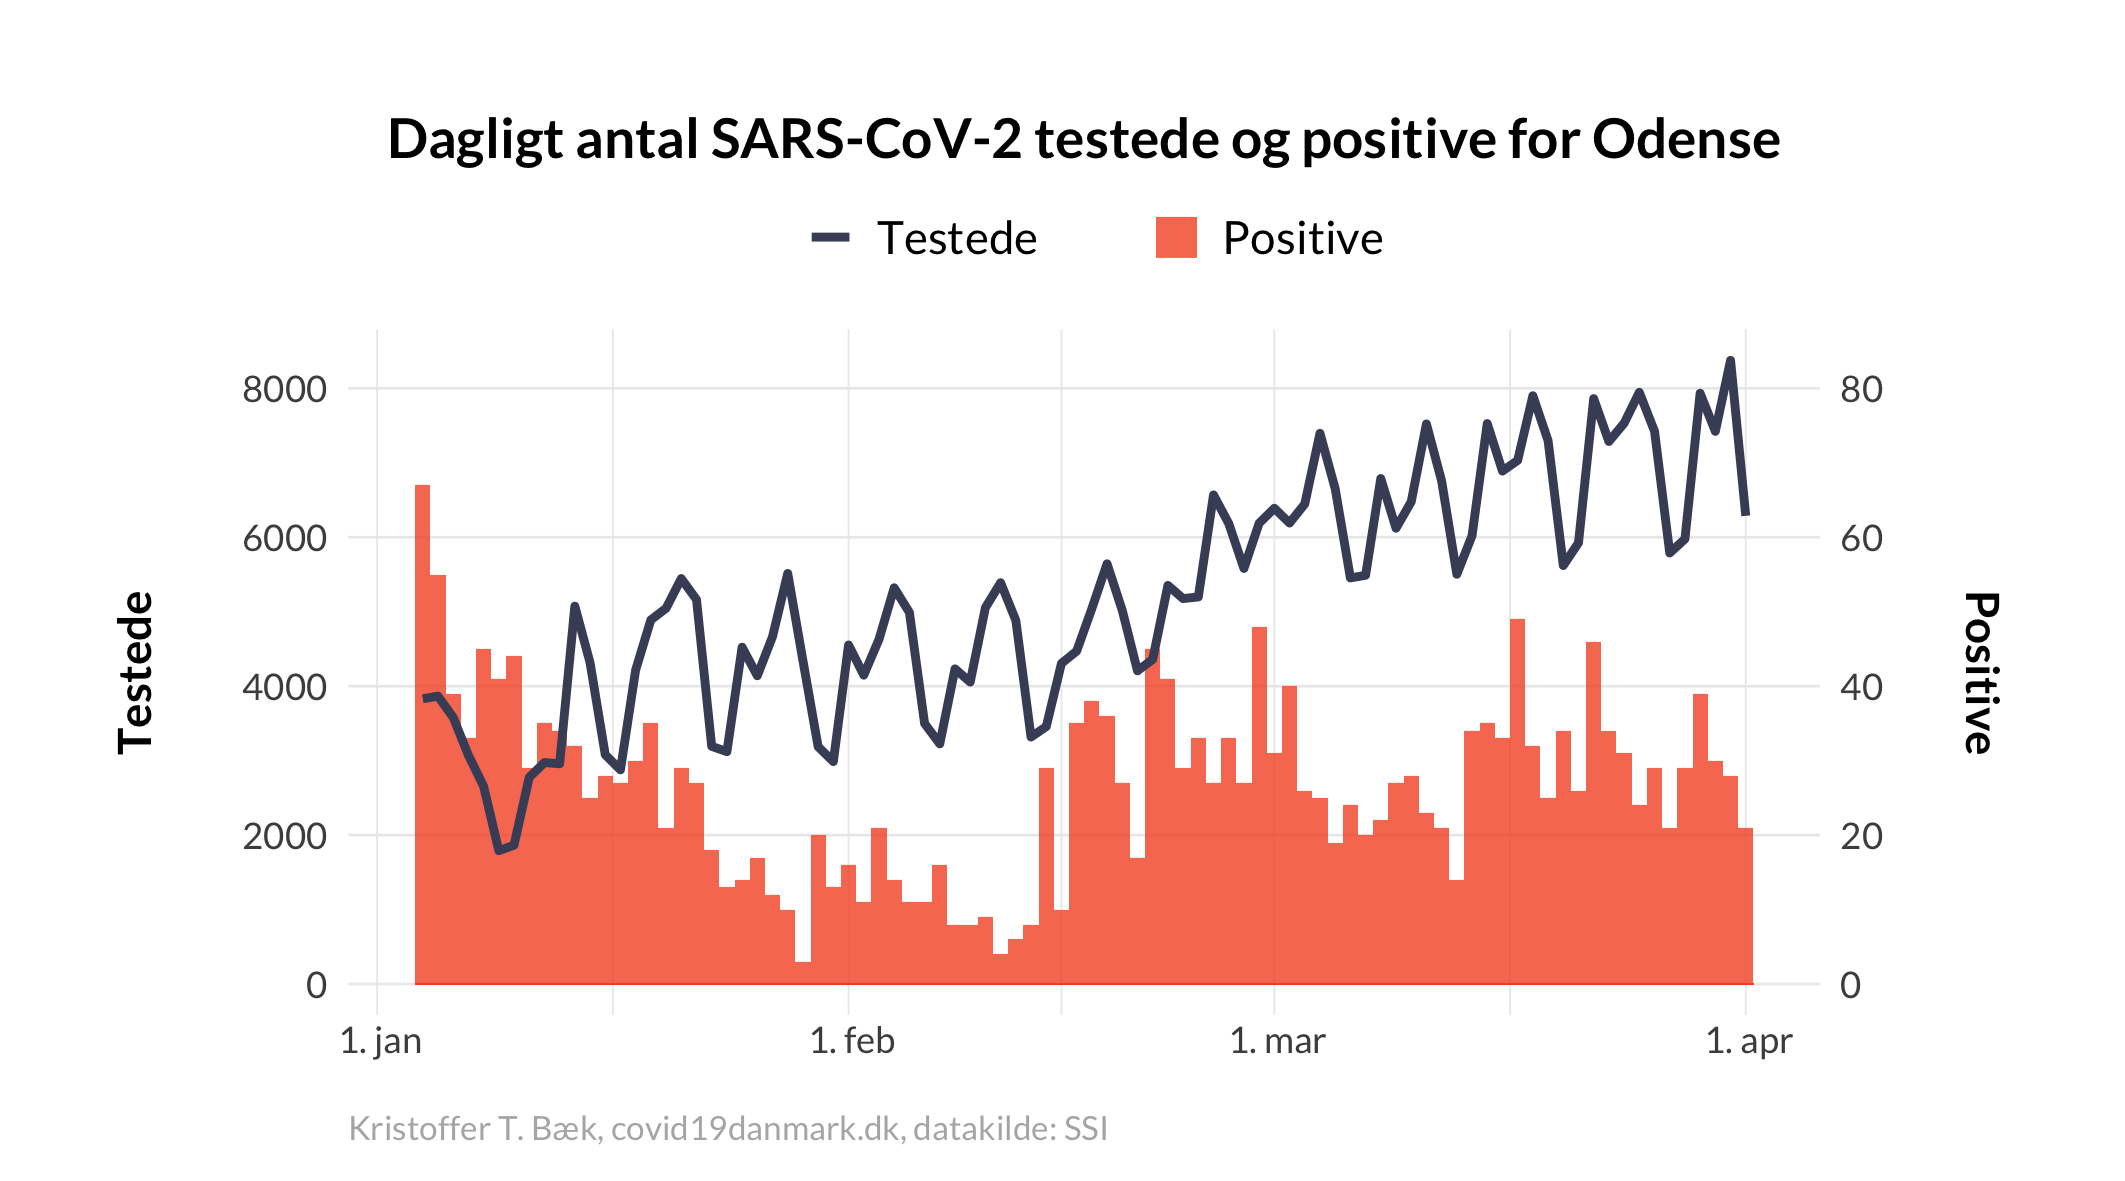 Dagligt antal SARS-CoV-2 testede og positive for Odense
Testede
Positive
8000
6000
4000
2000
0
Testede
80
60
40
20
0
Positive
1. jan
1. feb
1. mar
1. apr
Kristoffer T. Bæk, covid19danmark.dk, datakilde: SSI